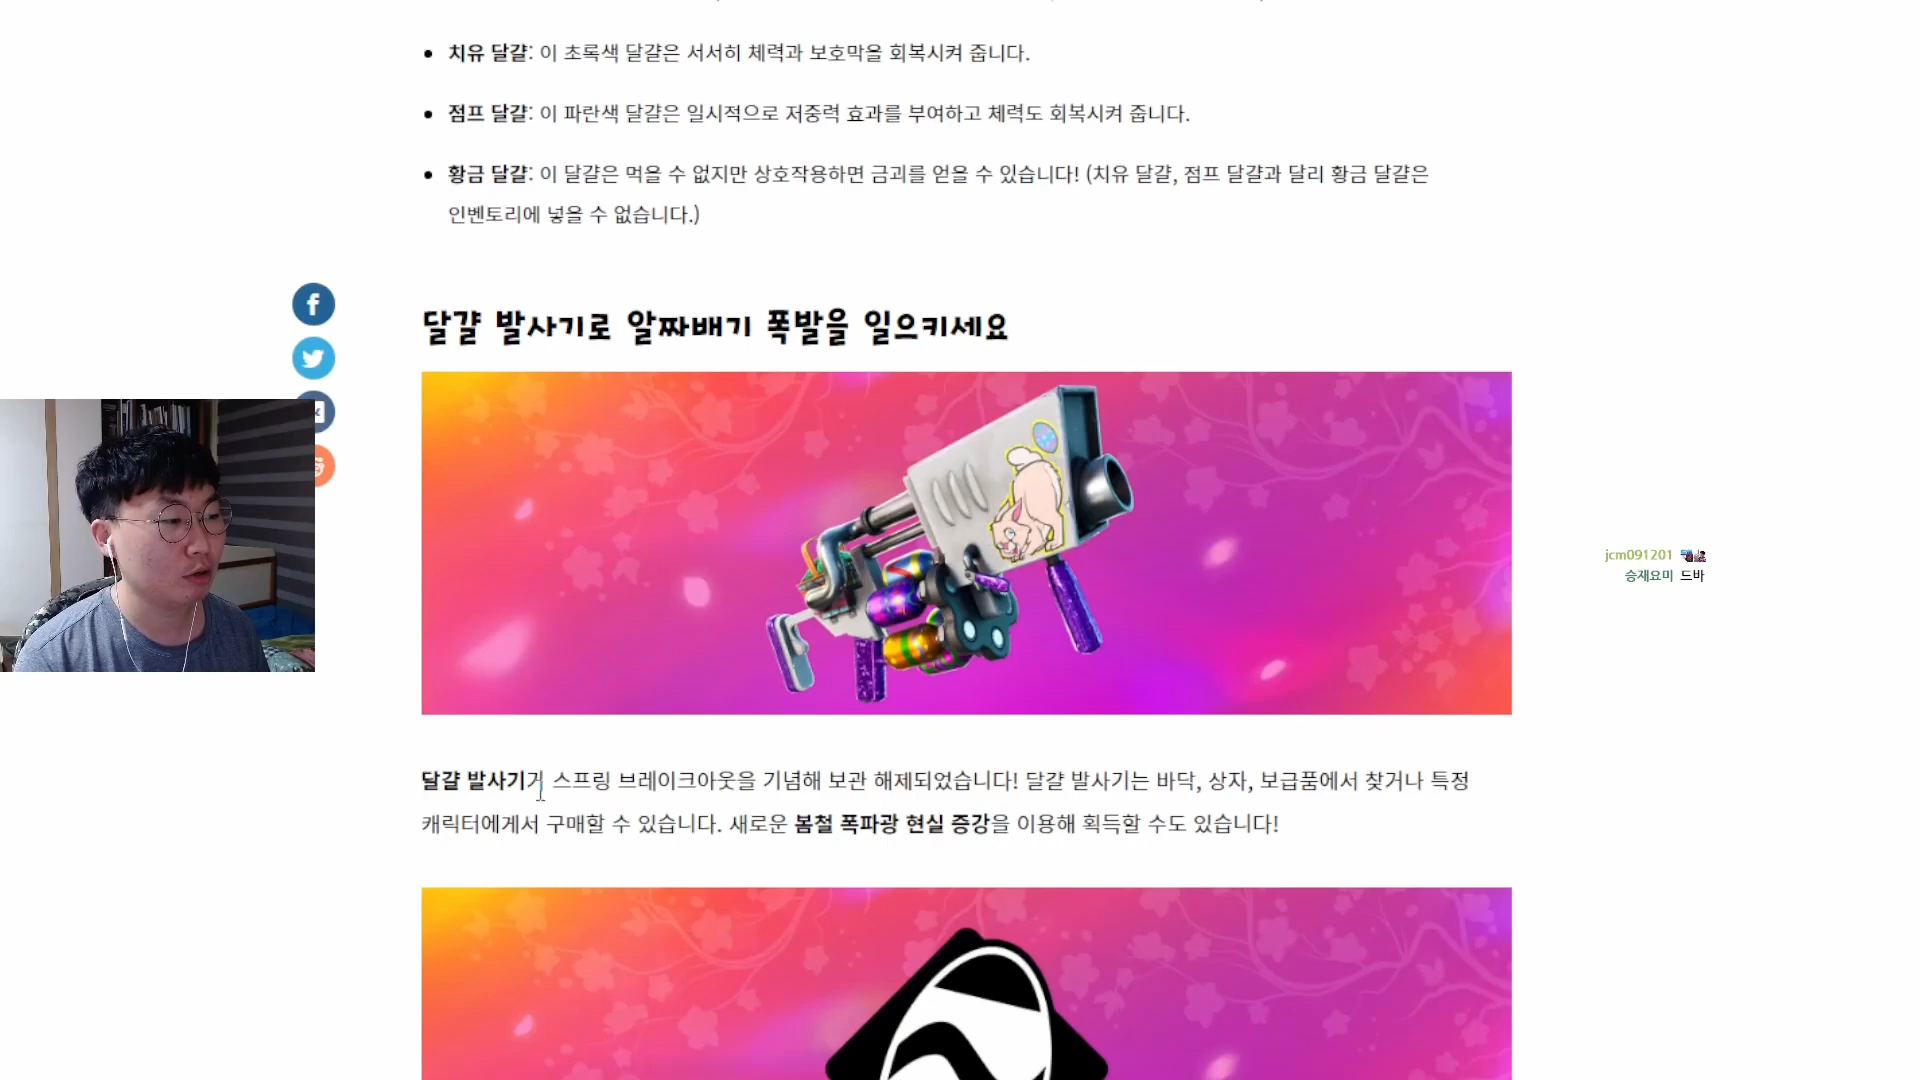 치유 달걀: 이 초록색 달걀은 서서히 체력과 보호막을 회복시켜 줍니다.
점프 달걀: 이 파란색 달걀은 일시적으로 저중력 효과를 부여하고 체력도 회복시켜 줍니다.
황금 달걀: 이 달걀은 먹을 수 없지만 상호작용하면 금괴를 얻을 수 있습니다! (치유 달걀, 점프 달걀과 달리 황금 달걀은
인벤토리에 넣을 수 없습니다.)
달걀 발사기로 알짜배기 폭발을 일으키세요
jcm091201
승재요미 드바
달걀 발사기가 스프링 브레이크아웃을 기념해 보관 해제되었습니다! 달걀 발사기는 바닥, 상자, 보급품에서 찾거나 특정
캐릭터에게서 구매할 수 있습니다. 새로운 봄철 폭파광 현실 증강을 이용해 획득할 수도 있습니다!